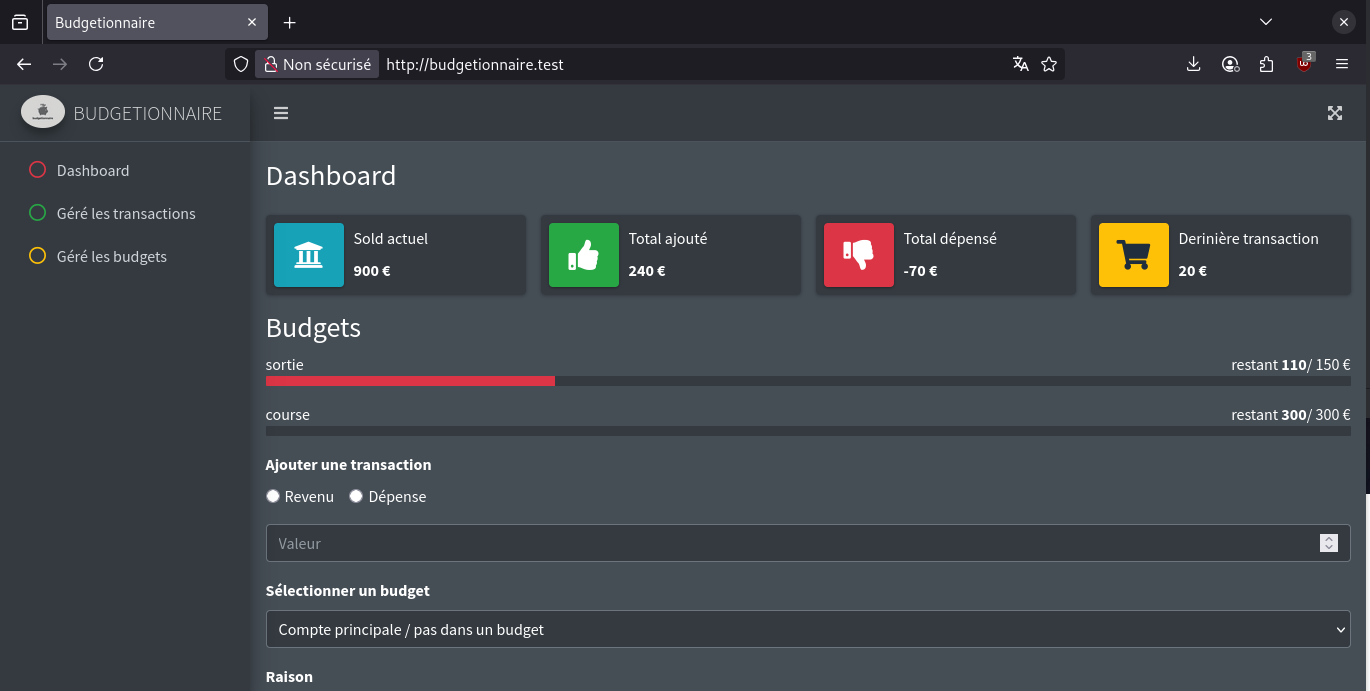 Budgetionnaire
Non sécurisé http://budgetionnaire.test 3
BUDGETIONNAIRE
Dashboard
Géré les transactions
Géré les budgets
Dashboard
Sold actuel
900 €
Total ajouté
240 €
Total dépensé
-70 €
Derinière transaction
20 €
Budgets
sortie restant 110/ 150 €
course restant 300/ 300 €
Ajouter une transaction
Revenu Dépense
Valeur
Sélectionner un budget
Compte principale / pas dans un budget
Raison